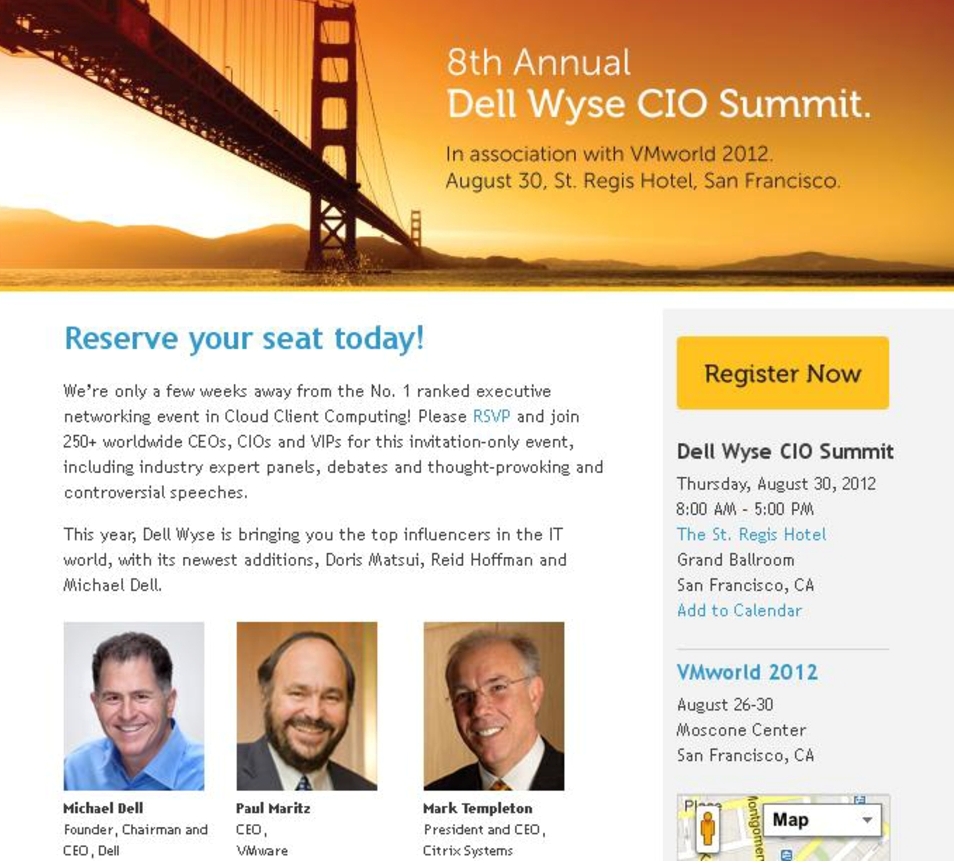 8th Annual
Dell Wyse CIO Summit.
In association with VMworld 2012.
August 30, St. Regis Hotel, San Francisco.
Reserve your seat today!
We're only a few weeks away from the No. 1 ranked executive
networking event in Cloud Client Computing! Please RSVP and join
250+ worldwide CEOs, CIOs and VIPs for this invitation-only event,
including industry expert panels, debates and thought-provoking and
controversial speeches.
This year, Dell Wyse is bringing you the top influencers in the IT
world, with its newest additions, Doris Matsui, Reid Hoffman and
Michael Dell.
Michael Dell
Founder, Chairman and
CEO, Dell
Paul Maritz
CEO,
VMware
Mark Templeton
President and CEO,
Citrix Systems
Register Now
Dell Wyse CIO Summit
Thursday, August 30, 2012
8:00 AM - 5:00 PM
The St. Regis Hotel
Grand Ballroom
San Francisco, CA
Add to Calendar
VMworld 2012
August 26-30
Moscone Center
San Francisco, CA
Map